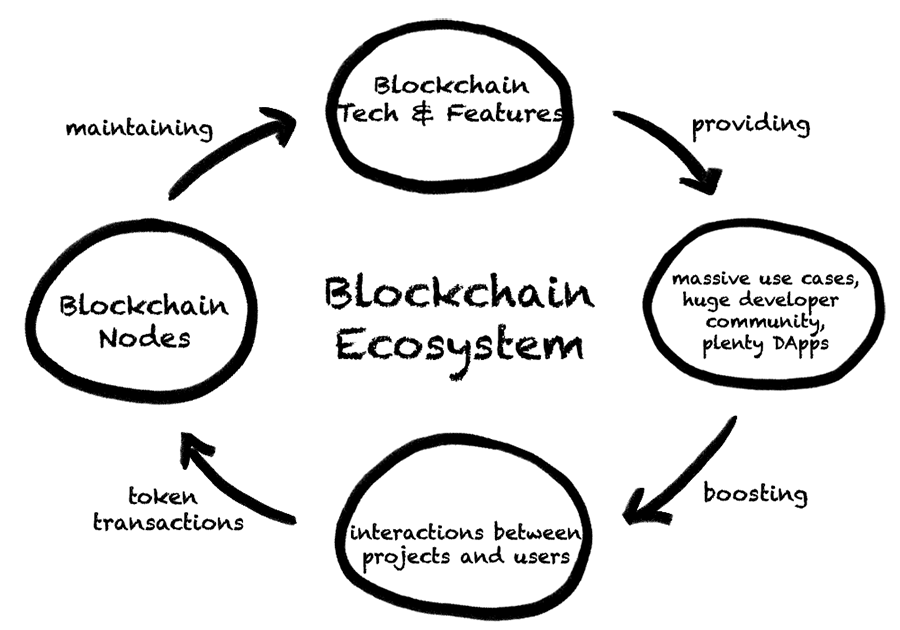 Blockchain
Tech & Features
maintaining
providing
Blockchain
Nodes
Blockchain
Ecosystem
massive use cases,
huge developer
community,
plenty DApps
token
transactions
boosting
interactions between
projects and users